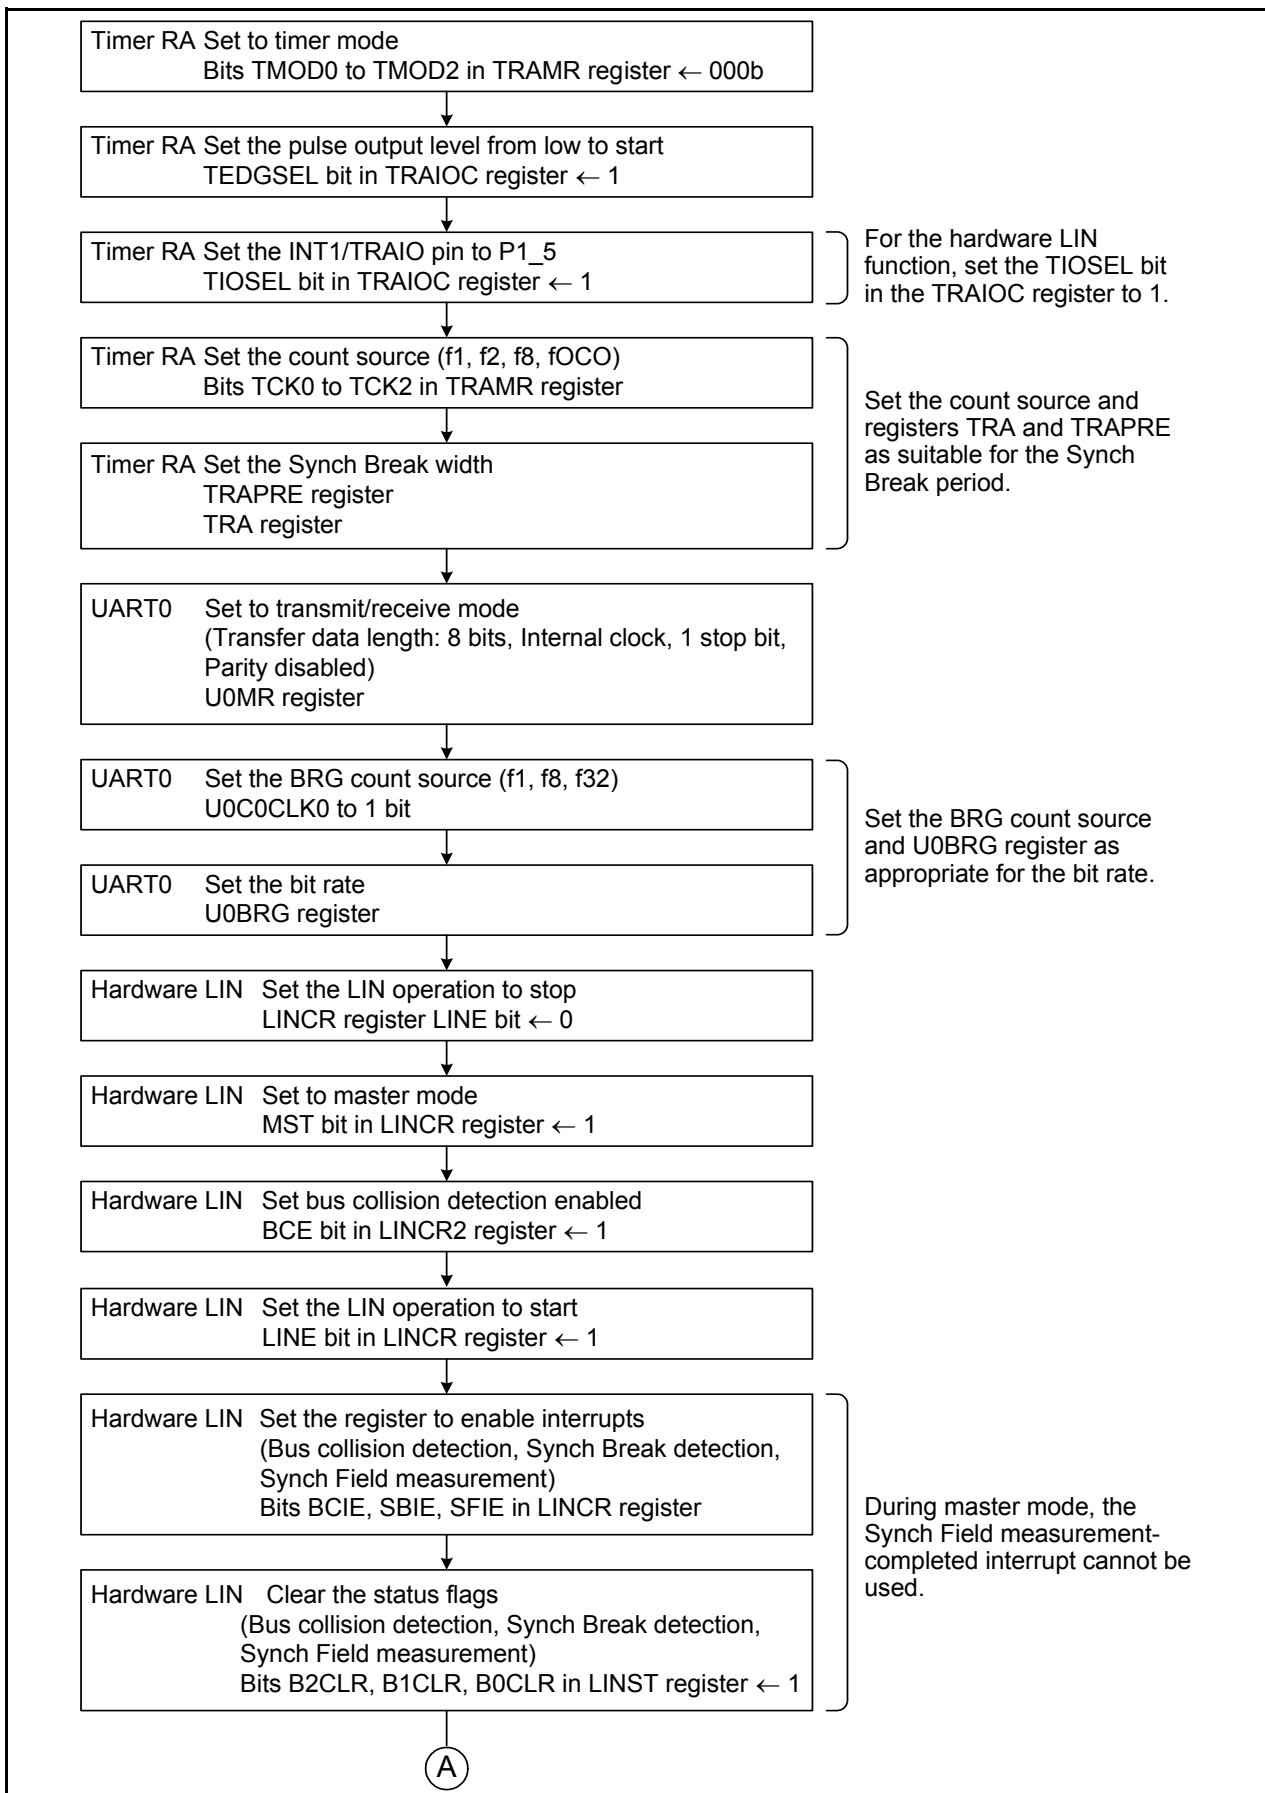 Timer RA Set to timer mode
Bits TMOD0 to TMOD2 in TRAMR register ← 000b
Timer RA Set the pulse output level from low to start
TEDGSEL bit in TRAIOC register ← 1
Timer RA Set the INT1/TRAIO pin to P1_5
TIOSEL bit in TRAIOC register ← 1
For the hardware LIN
function, set the TIOSEL bit
in the TRAIOC register to 1.
Timer RA Set the count source (f1, f2, f8, fOCO)
Bits TCK0 to TCK2 in TRAMR register
Timer RA Set the Synch Break width
TRAPRE register
TRA register
Set the count source and
registers TRA and TRAPRE
as suitable for the Synch
Break period.
UART0 Set to transmit/receive mode
(Transfer data length: 8 bits, Internal clock, 1 stop bit,
Parity disabled)
U0MR register
UART0 Set the BRG count source (f1, f8, f32)
U0C0CLK0 to 1 bit
UART0 Set the bit rate
U0BRG register
Set the BRG count source
and U0BRG register as
appropriate for the bit rate.
Hardware LIN Set the LIN operation to stop
LINCR register LINE bit ← 0
Hardware LIN Set to master mode
MST bit in LINCR register ← 1
Hardware LIN Set bus collision detection enabled
BCE bit in LINCR2 register ← 1
Hardware LIN Set the LIN operation to start
LINE bit in LINCR register ← 1
Hardware LIN Set the register to enable interrupts
(Bus collision detection, Synch Break detection,
Synch Field measurement)
Bits BCIE, SBIE, SFIE in LINCR register
Hardware LIN Clear the status flags
(Bus collision detection, Synch Break detection,
Synch Field measurement)
Bits B2CLR, B1CLR, B0CLR in LINST register ← 1
During master mode, the
Synch Field measurement-
completed interrupt cannot be
used.
A